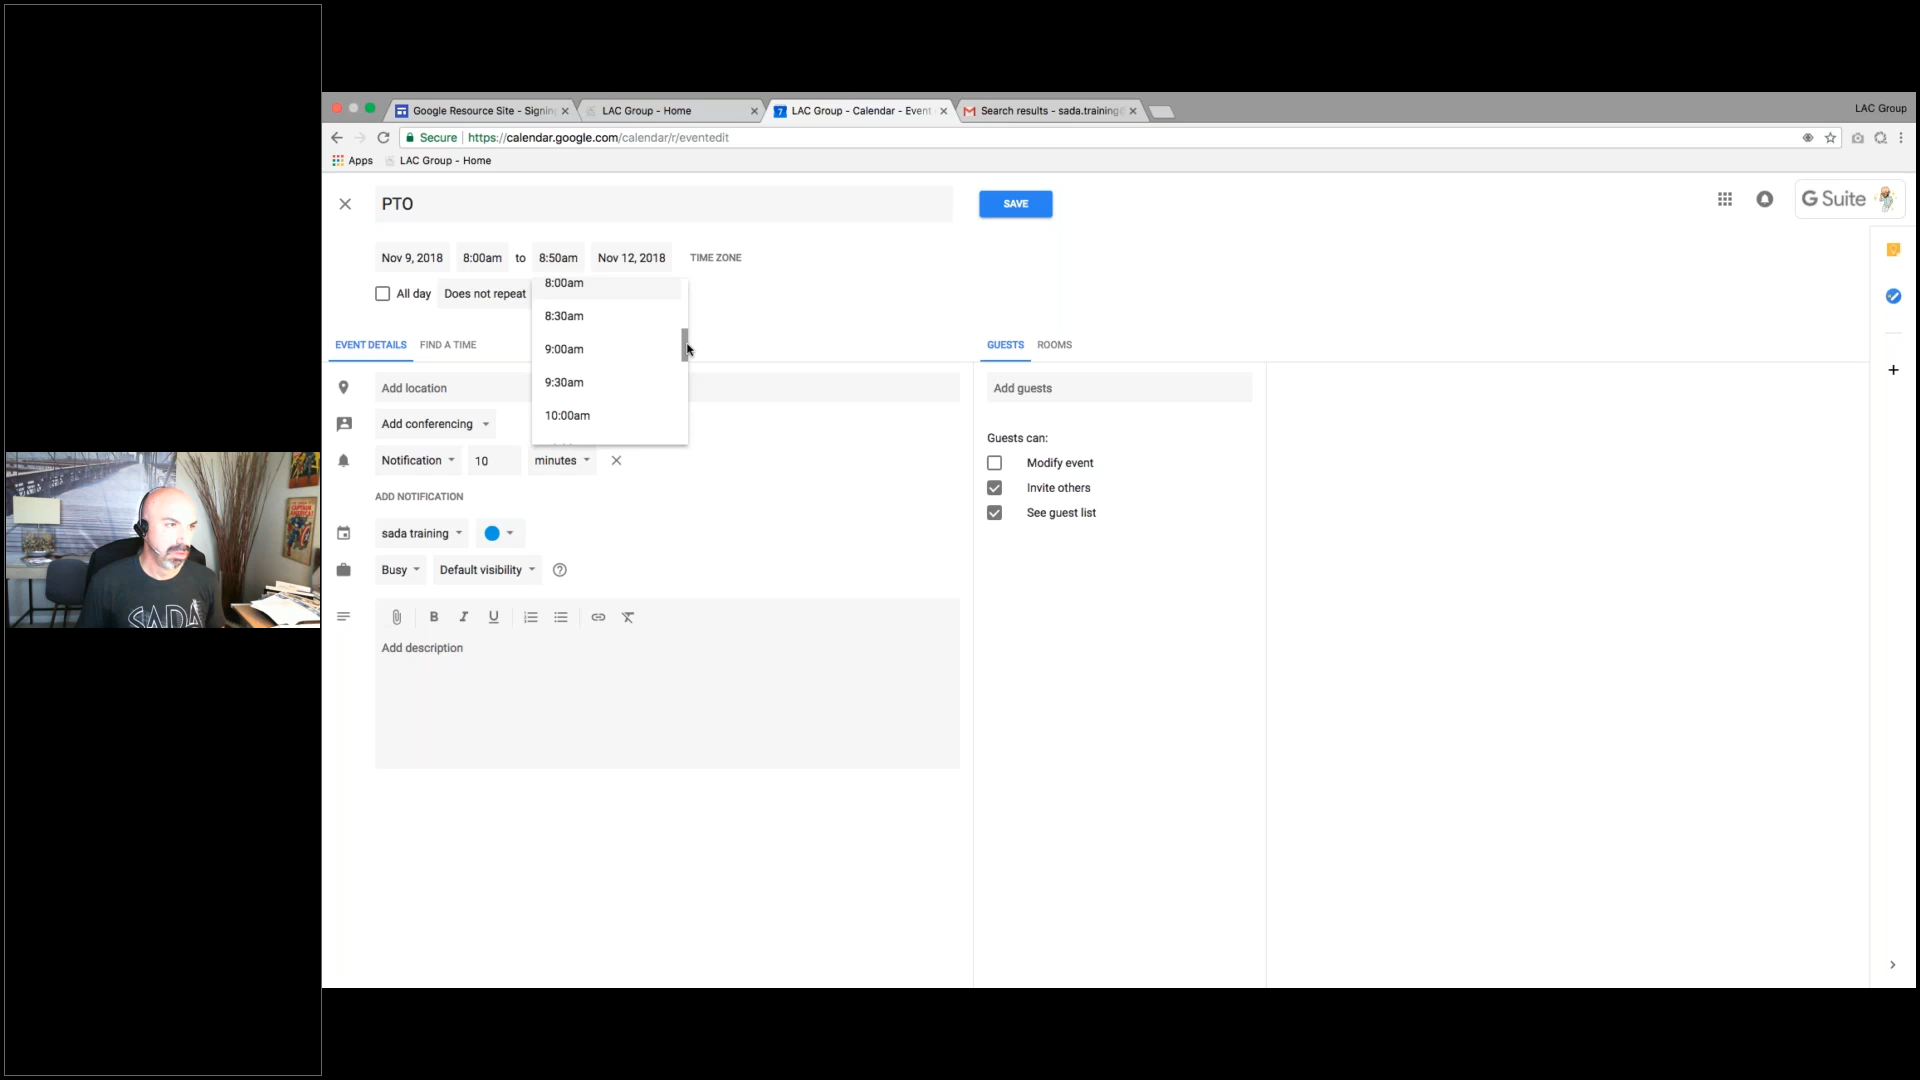 Google Resource Site - Signin
LAC Group - Home
LAC Group - Calendar - Event
Search results - sada.training@
LAC Group
Secure
https://calendar.google.com/calendar/r/eventedit
Apps
LAC Group - Home
PTO
SAVE
G Suite
Nov 9, 2018
8:00am
to
8:50am
Nov 12, 2018
TIME ZONE
All day
Does not repeat
8:00am
8:30am
9:00am
9:30am
10:00am
EVENT DETAILS
FIND A TIME
GUESTS
ROOMS
Add location
Add guests
Add conferencing
Guests can:
Notification
10
minutes
Modify event
Invite others
ADD NOTIFICATION
See guest list
sada training
Busy
Default visibility
B
I
U
Add description
SADA